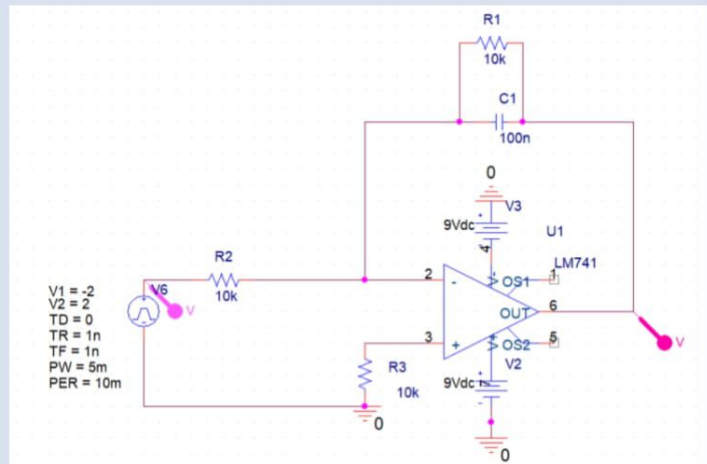 R1
10k
C1
100n
0
V3
9Vdc
U1
4
LM741
R2
10k
2
-
V-
OS1
1
OUT
6
3
+
V+
OS2
5
V1 = -2
V2 = 2
TD = 0
TR = 1n
TF = 1n
PW = 5m
PER = 10m
V6
V
R3
10k
0
V2
9Vdc
7
0
V